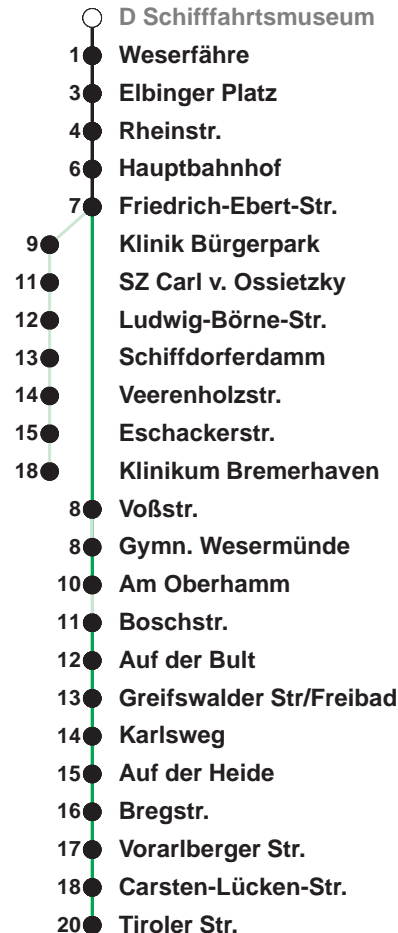 D Schifffahrtsmuseum
1 Weserfähre
3 Elbinger Platz
4 Rheinstr.
6 Hauptbahnhof
7 Friedrich-Ebert-Str.
9 Klinik Bürgerpark
11 SZ Carl v. Ossietzky
12 Ludwig-Börne-Str.
13 Schiffdorferdamm
14 Veerenholzstr.
15 Eschackerstr.
18 Klinikum Bremerhaven
8 Voßstr.
8 Gymn. Wesermünde
10 Am Oberhamm
11 Boschstr.
12 Auf der Bult
13 Greifswalder Str/Freibad
14 Karlsweg
15 Auf der Heide
16 Bregstr.
17 Vorarlberger Str.
18 Carsten-Lücken-Str.
20 Tiroler Str.